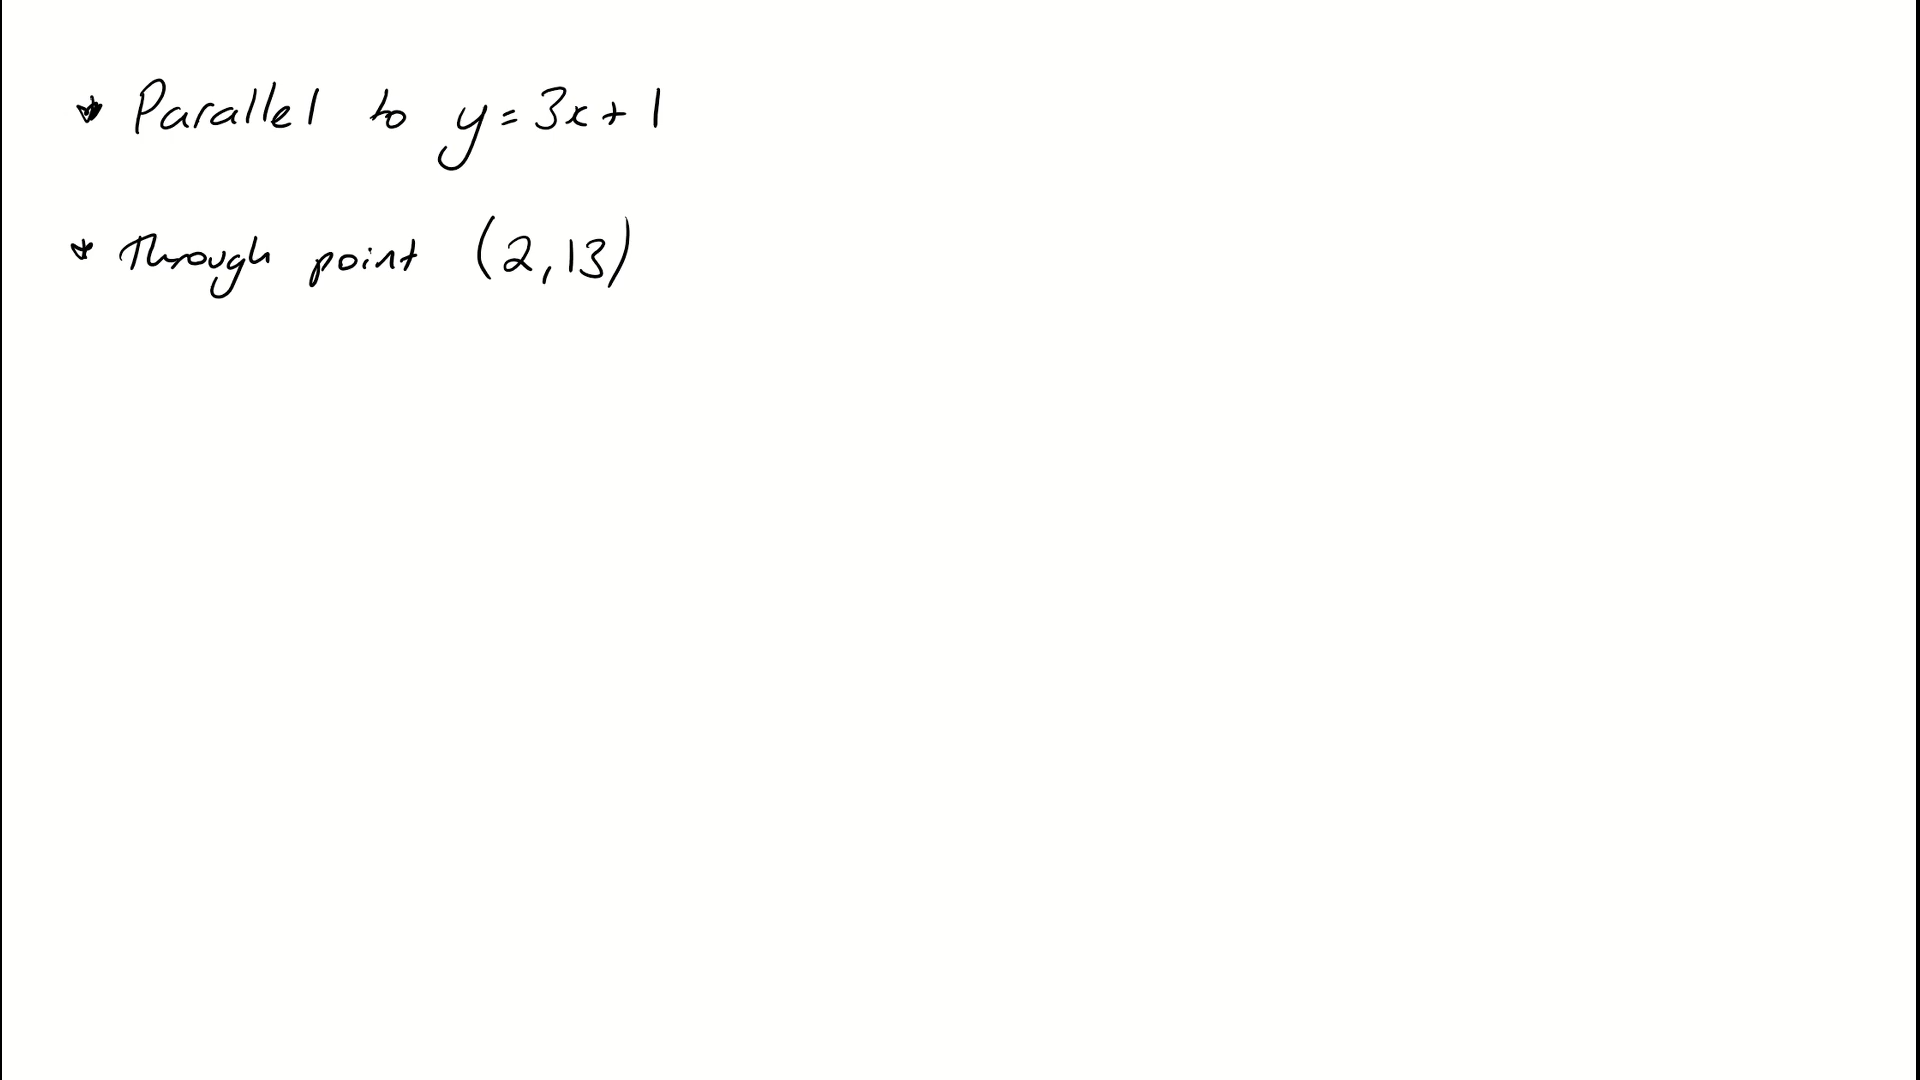 * Parallel to y = 3x + 1
* Through point (2, 13)